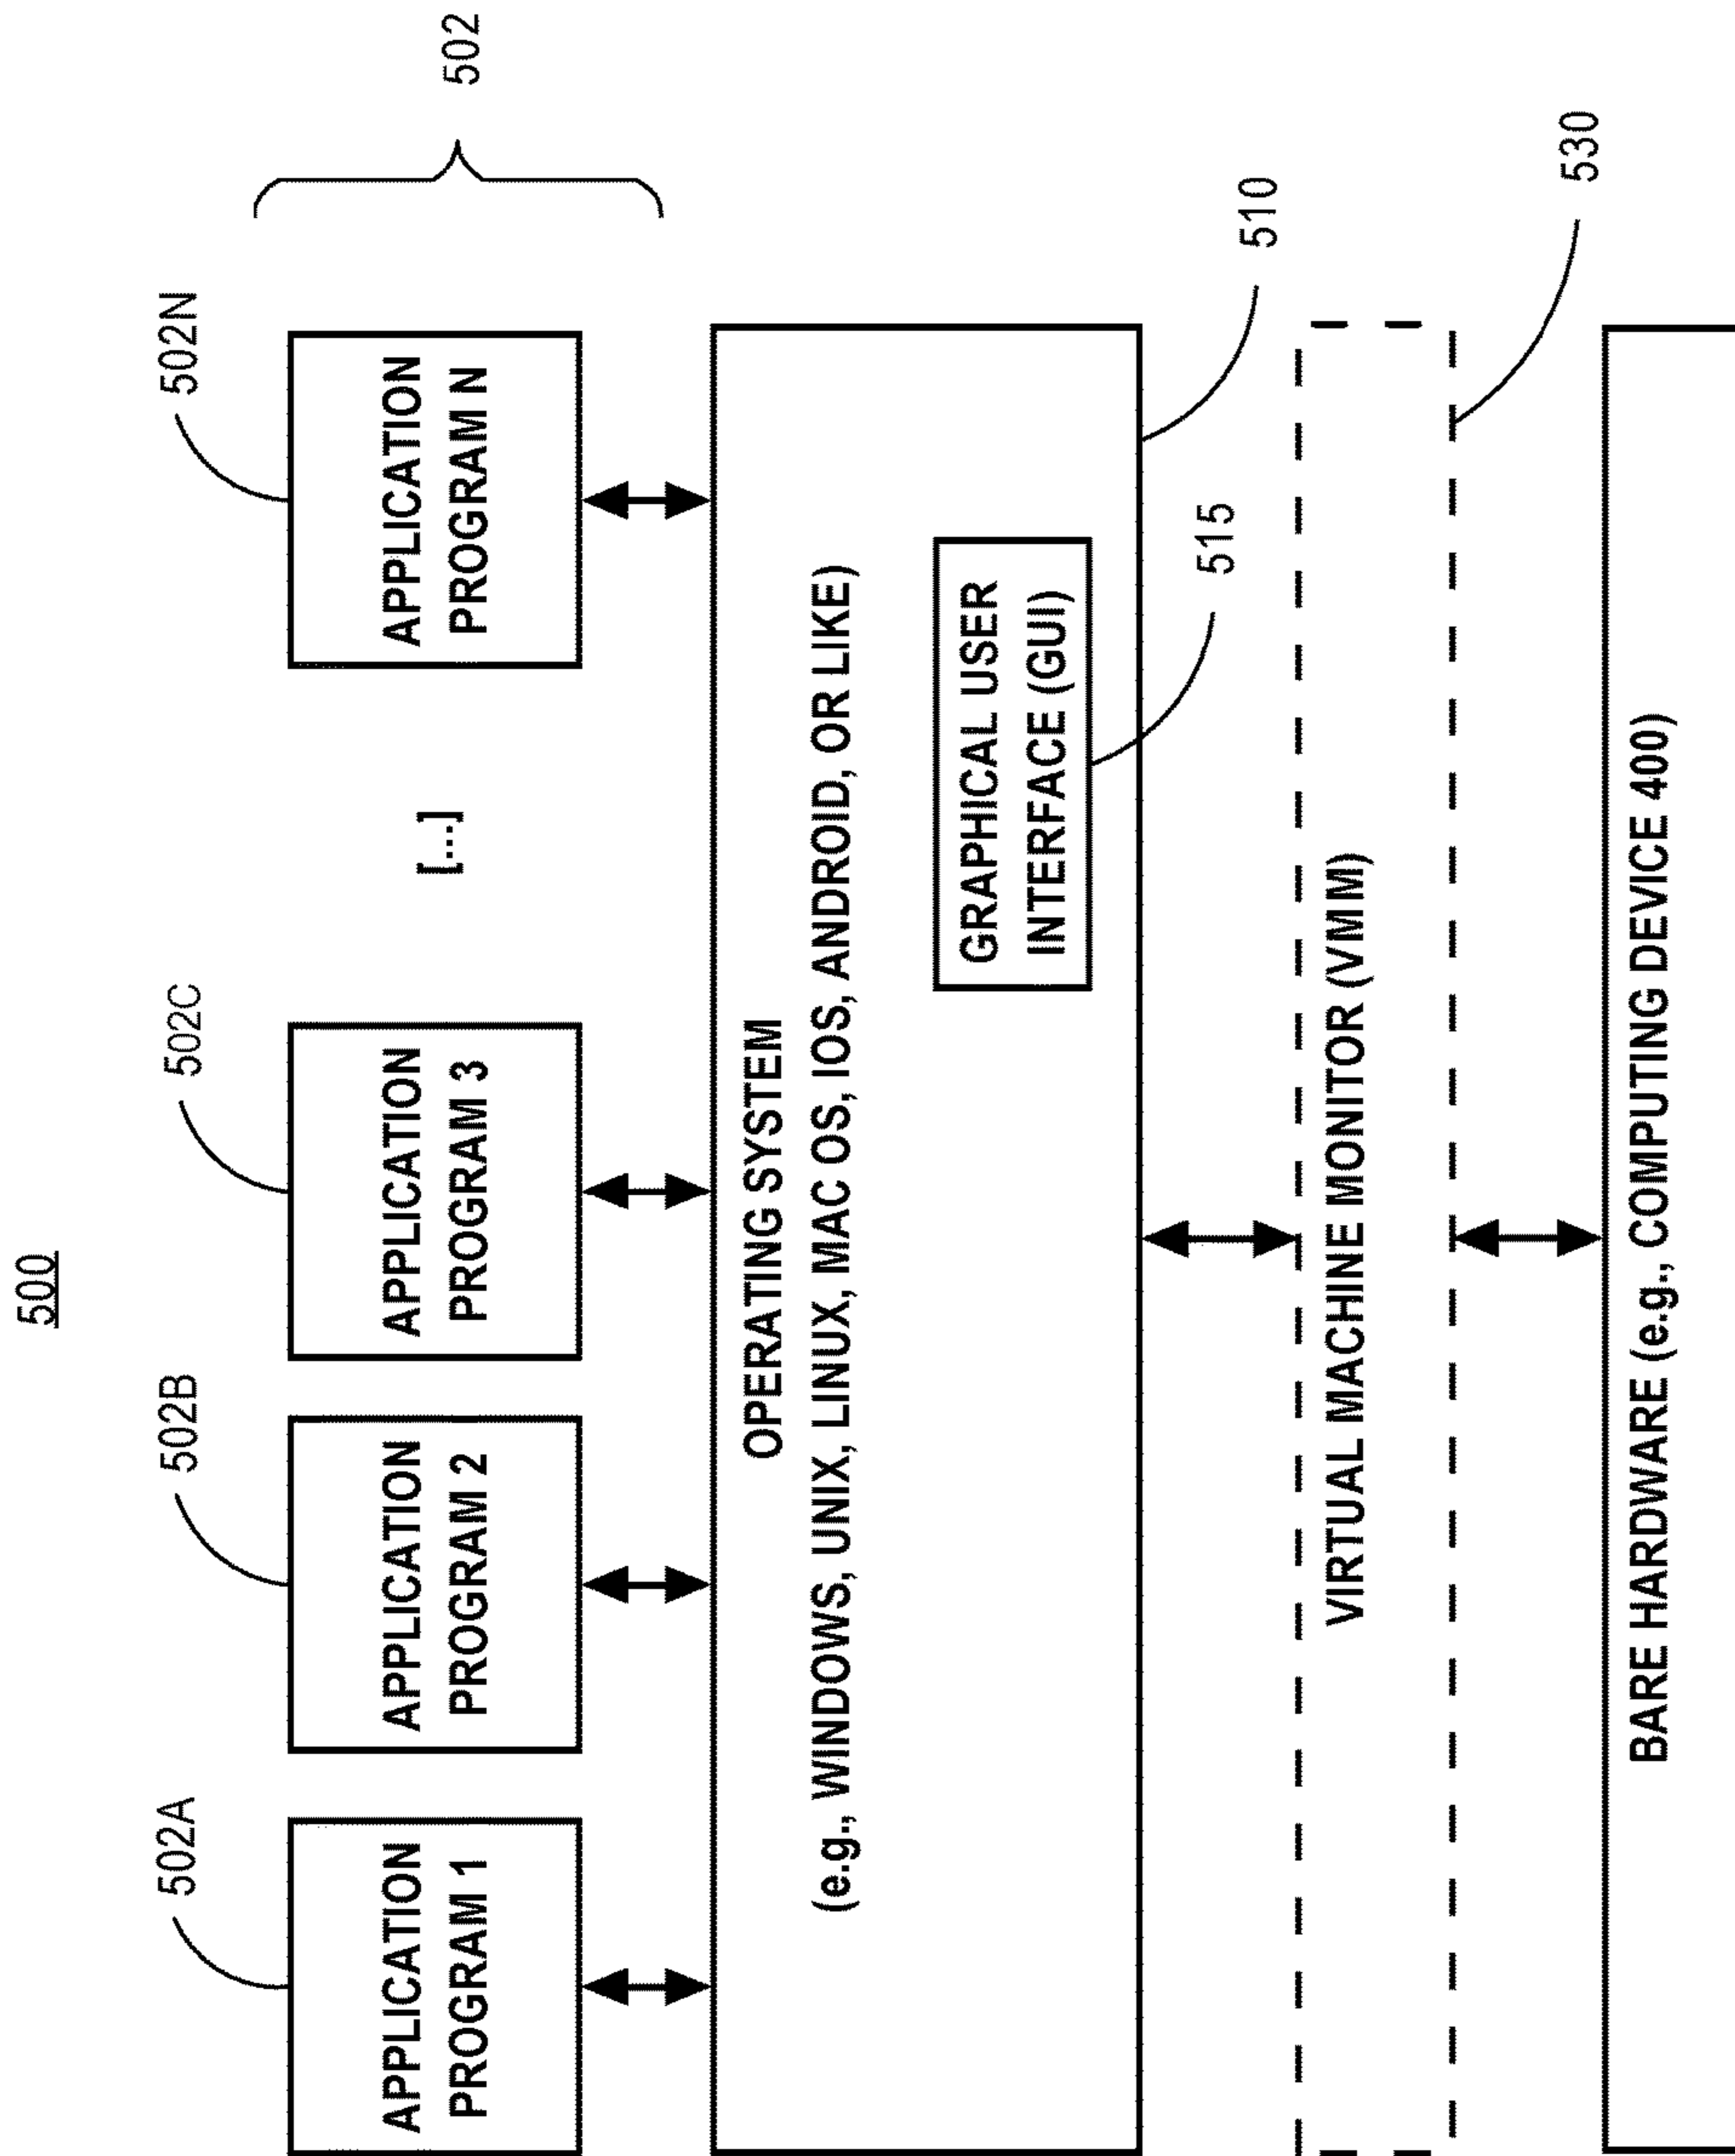 500
502
502A
502B
502C
502N
APPLICATION
PROGRAM 1
APPLICATION
PROGRAM 2
APPLICATION
PROGRAM 3
[...]
APPLICATION
PROGRAM N
OPERATING SYSTEM
(e.g., WINDOWS, UNIX, LINUX, MAC OS, IOS, ANDROID, OR LIKE)
GRAPHICAL USER
INTERFACE (GUI)
515
510
VIRTUAL MACHINE MONITOR (VMM)
530
BARE HARDWARE (e.g., COMPUTING DEVICE 400)